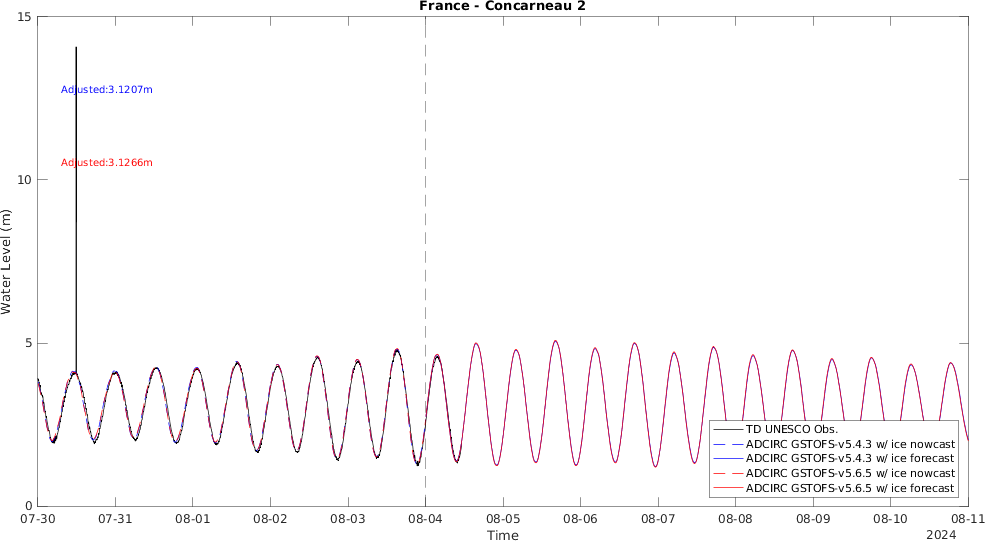 France - Concarneau 2
15
10
5
0
Water Level (m)
Adjusted:3.1207m
Adjusted:3.1266m
TD UNESCO Obs.
ADCIRC GSTOFS-v5.4.3 w/ ice nowcast
ADCIRC GSTOFS-v5.4.3 w/ ice forecast
ADCIRC GSTOFS-v5.6.5 w/ ice nowcast
ADCIRC GSTOFS-v5.6.5 w/ ice forecast
07-30 07-31 08-01 08-02 08-03 08-04 08-05 08-06 08-07 08-08 08-09 08-10 08-11
Time
2024